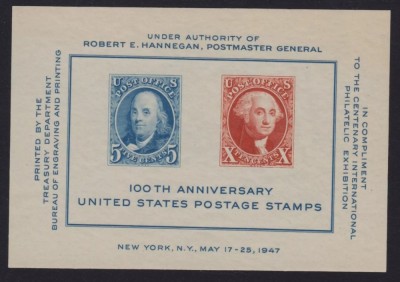 UNDER AUTHORITY OF
ROBERT E. HANNEGAN, POSTMASTER GENERAL
PRINTED BY THE
TREASURY DEPARTMENT
BUREAU OF ENGRAVING AND PRINTING
U S
POST OFFICE
5 FIVE CENTS 5
U S
POST OFFICE
X TEN CENTS X
IN COMPLIMENT
TO THE CENTENARY INTERNATIONAL
PHILATELIC EXHIBITION
100TH ANNIVERSARY
UNITED STATES POSTAGE STAMPS
NEW YORK, N.Y., MAY 17-25, 1947